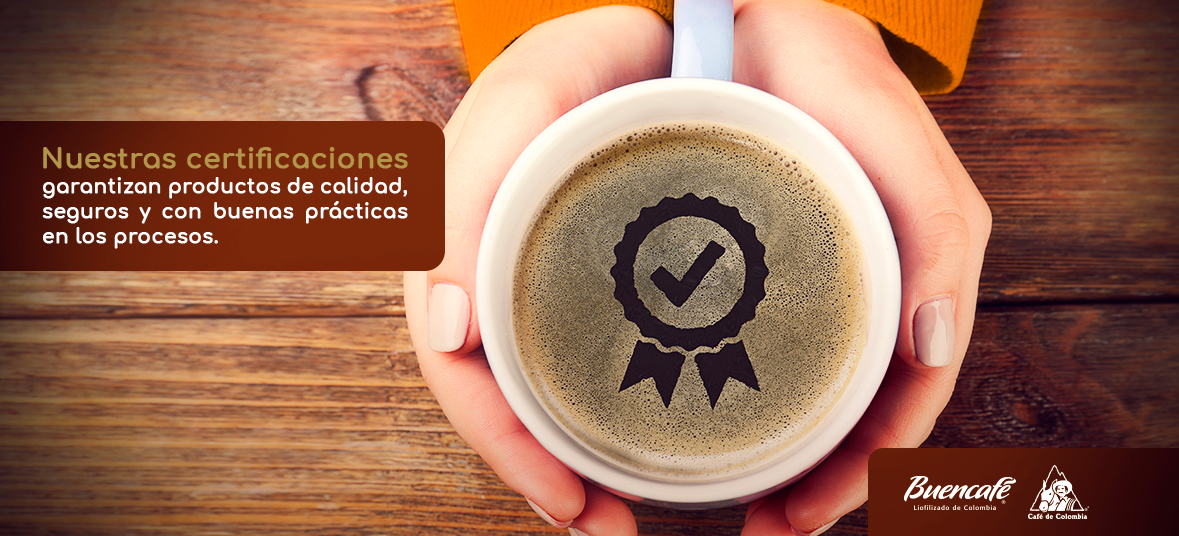 Nuestras certificaciones
garantizan productos de calidad,
seguros y con buenas prácticas
en los procesos.
Buencafé®
Liofilizado de Colombia
Café de Colombia